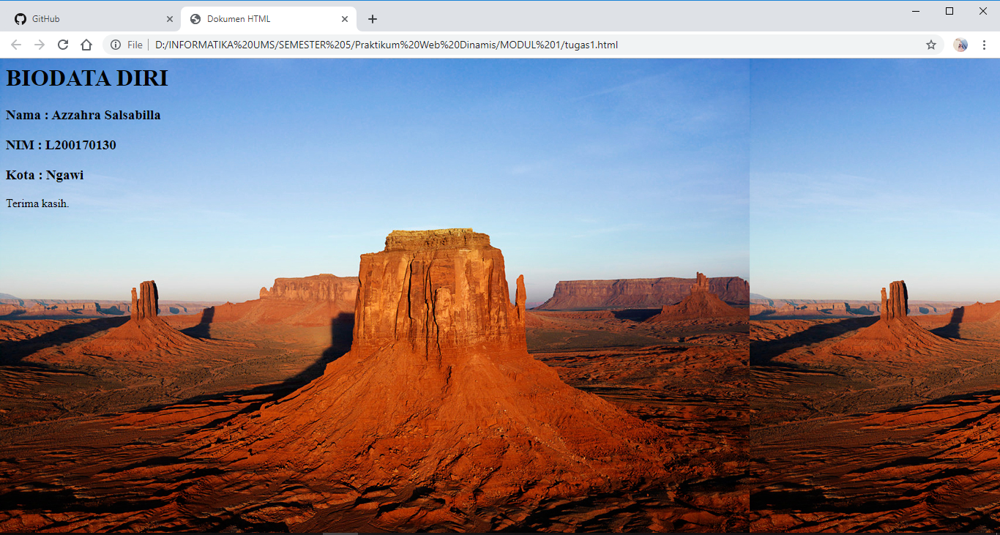 GitHub
Dokumen HTML
File
D:/INFORMATIKA%20UMS/SEMESTER%205/Praktikum%20Web%20Dinamis/MODUL%201/tugas1.html
BIODATA DIRI
Nama : Azzahra Salsabilla
NIM : L200170130
Kota : Ngawi
Terima kasih.